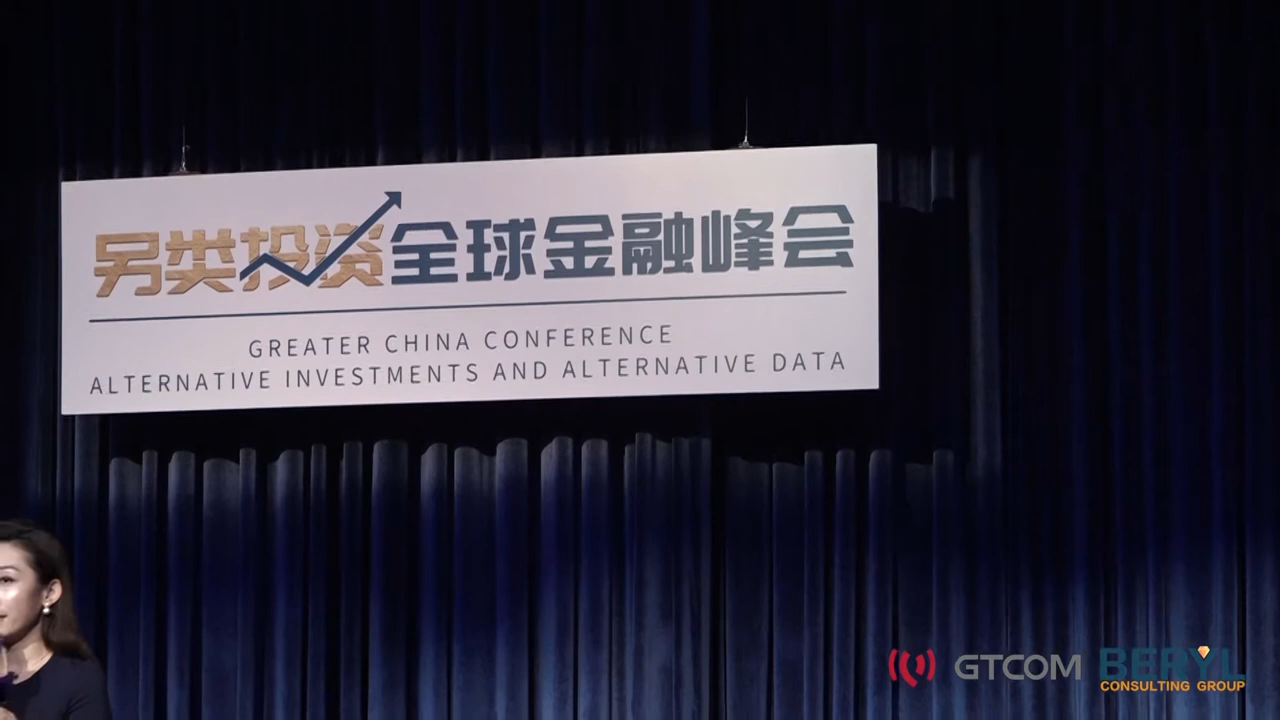 另类投资全球金融峰会
GREATER CHINA CONFERENCE
ALTERNATIVE INVESTMENTS AND ALTERNATIVE DATA
GTCOM
BERYL
CONSULTING GROUP